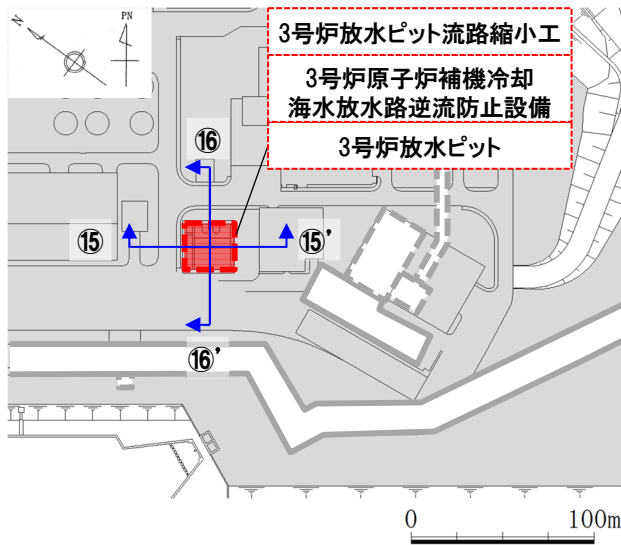 N
PN
3号炉放水ピット流路縮小工
3号炉原子炉補機冷却
海水放水路逆流防止設備
3号炉放水ピット
⑯
⑮
⑮'
⑯'
0
100m